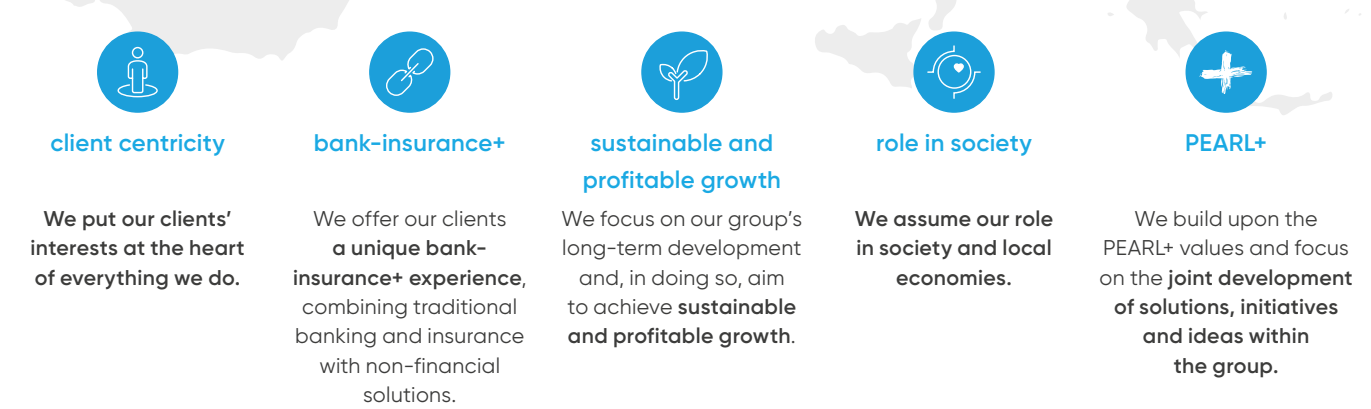 client centricity
We put our clients’
interests at the heart
of everything we do.
bank-insurance+
We offer our clients
a unique bank-
insurance+ experience,
combining traditional
banking and insurance
with non-financial
solutions.
sustainable and
profitable growth
We focus on our group’s
long-term development
and, in doing so, aim
to achieve sustainable
and profitable growth.
role in society
We assume our role
in society and local
economies.
PEARL+
We build upon the
PEARL+ values and focus
on the joint development
of solutions, initiatives
and ideas within
the group.